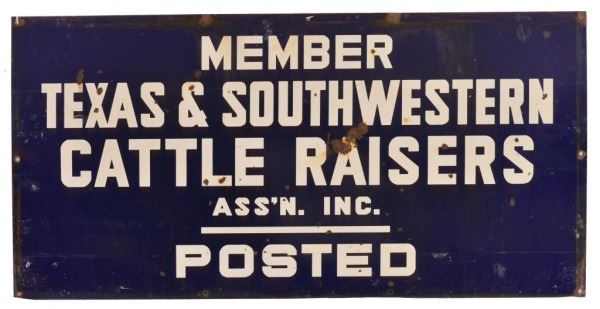 MEMBER
TEXAS & SOUTHWESTERN
CATTLE RAISERS
ASS'N. INC.
POSTED